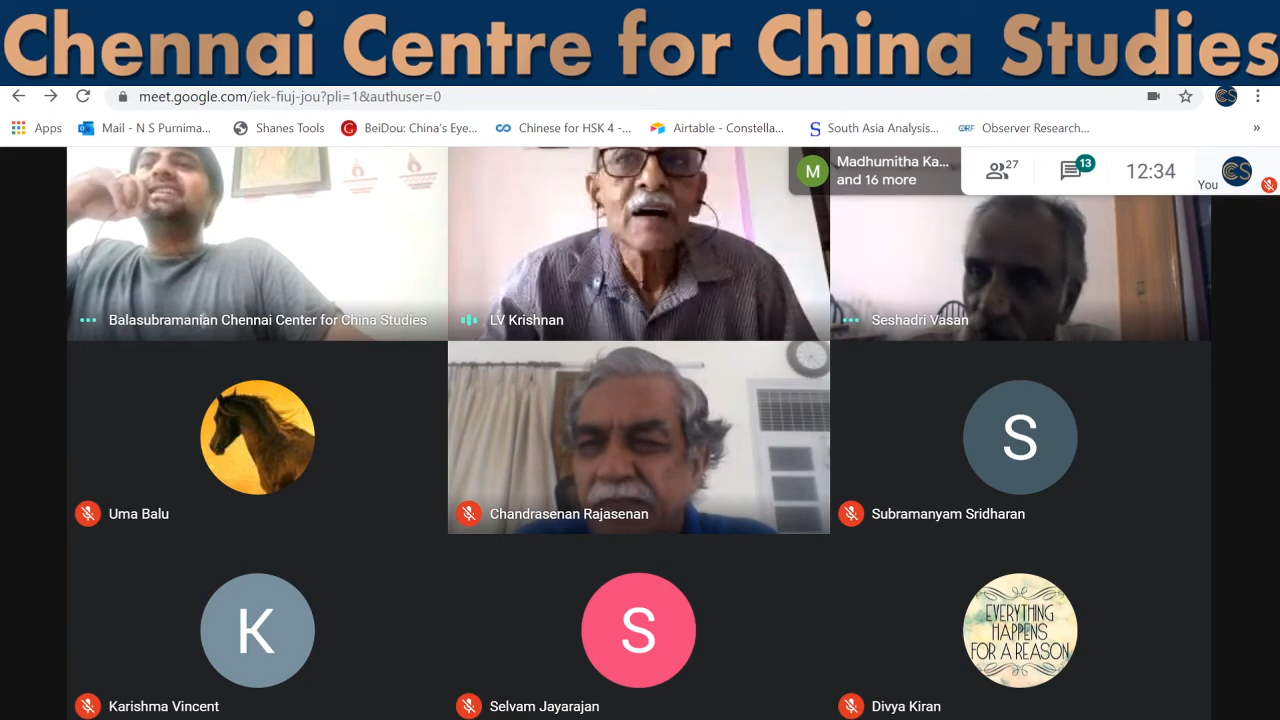 Chennai Centre for China Studies
meet.google.com/iek-fiuj-jou?pli=1&authuser=0
Apps
Mail - N S Purnima...
Shanes Tools
BeiDou: China's Eye...
Chinese for HSK 4 -...
Airtable - Constella...
South Asia Analysis...
ORF
Observer Research...
»
M
Madhumitha Ka...
and 16 more
27
13
12:34
You
Balasubramanian Chennai Center for China Studies
LV Krishnan
Seshadri Vasan
Uma Balu
Chandrasenan Rajasenan
S
Subramanyam Sridharan
K
Karishma Vincent
S
Selvam Jayarajan
EVERYTHING
HAPPENS
FOR A REASON
Divya Kiran